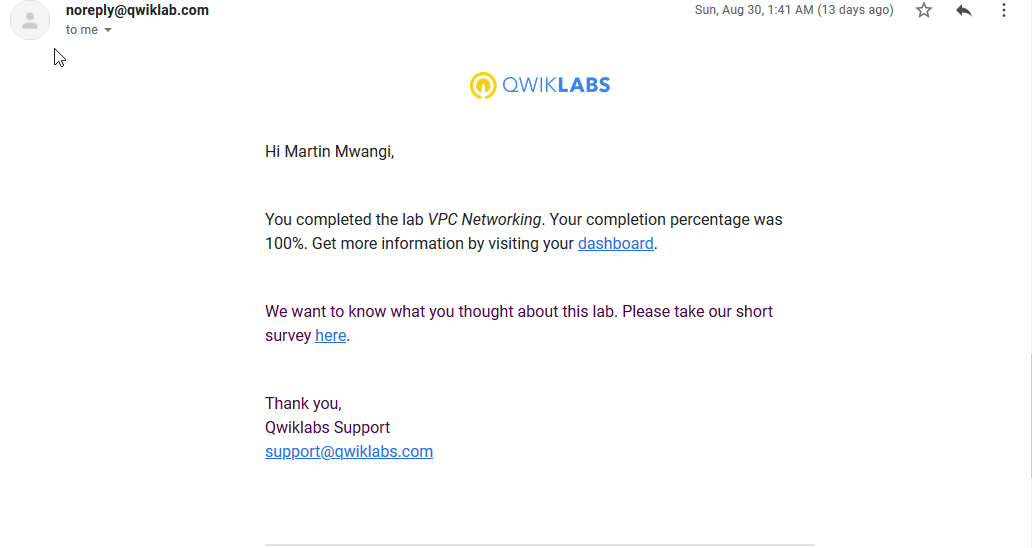 noreply@qwiklab.com
Sun, Aug 30, 1:41 AM (13 days ago)
to me
QWIKLABS
Hi Martin Mwangi,
You completed the lab VPC Networking. Your completion percentage was
100%. Get more information by visiting your dashboard.
We want to know what you thought about this lab. Please take our short
survey here.
Thank you,
Qwiklabs Support
support@qwiklabs.com